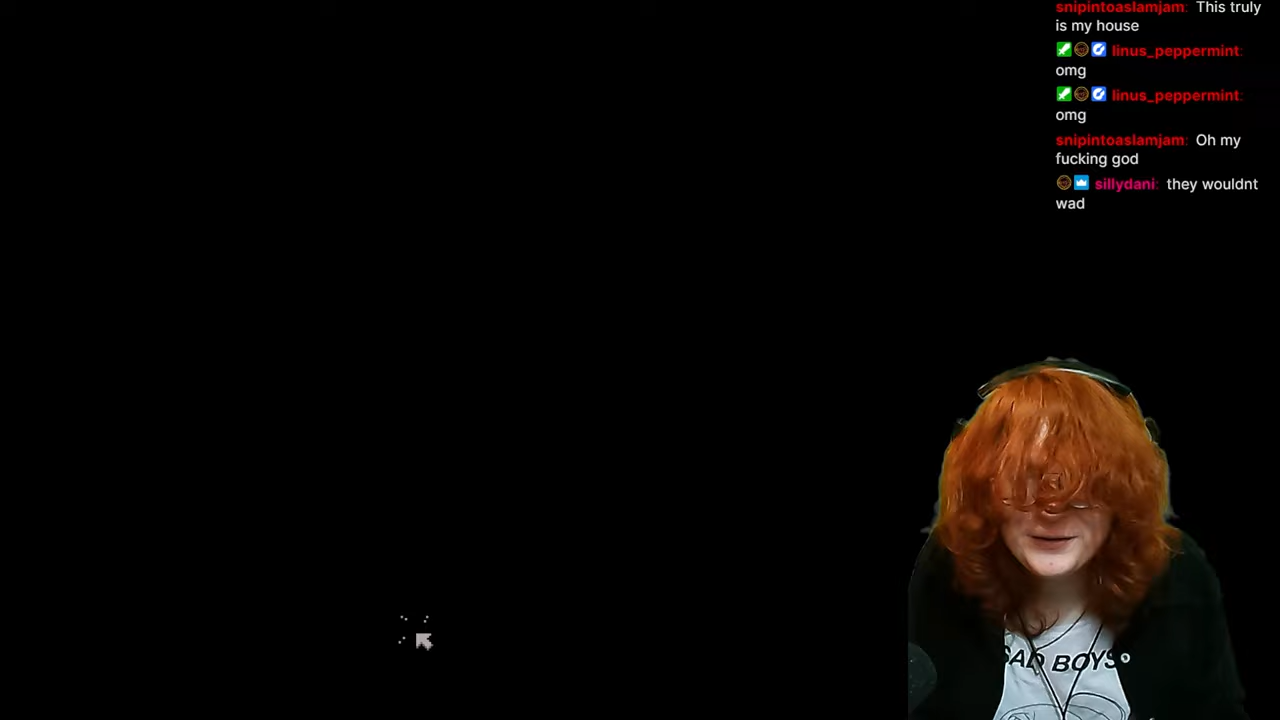 snipintoaslamjam: This truly
is my house
linus_peppermint:
omg
linus_peppermint:
omg
snipintoaslamjam: Oh my
fucking god
sillydani: they wouldnt
wad
SAD BOYS